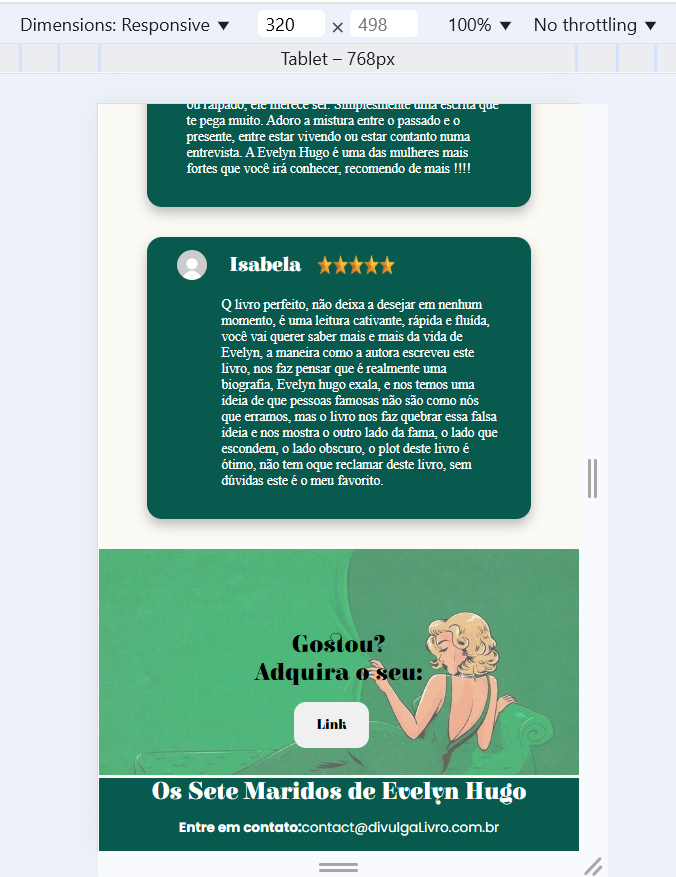 Dimensions: Responsive ▼ 320 × 498 100% ▼ No throttling ▼
Tablet – 768px
ou raipado, ele merece ser. Simplesmente uma escrita que
te pega muito. Adoro a mistura entre o passado e o
presente, entre estar vivendo ou estar contanto numa
entrevista. A Evelyn Hugo é uma das mulheres mais
fortes que você irá conhecer, recomendo de mais !!!!
Isabela
Q livro perfeito, não deixa a desejar em nenhum
momento, é uma leitura cativante, rápida e fluída,
você vai querer saber mais e mais da vida de
Evelyn, a maneira como a autora escreveu este
livro, nos faz pensar que é realmente uma
biografia, Evelyn hugo exala, e nos temos uma
ideia de que pessoas famosas não são como nós
que erramos, mas o livro nos faz quebrar essa falsa
ideia e nos mostra o outro lado da fama, o lado que
escondem, o lado obscuro, o plot deste livro é
ótimo, não tem oque reclamar deste livro, sem
dúvidas este é o meu favorito.
Gostou?
Adquira o seu:
Link
Os Sete Maridos de Evelyn Hugo
Entre em contato:contact@divulgaLivro.com.br